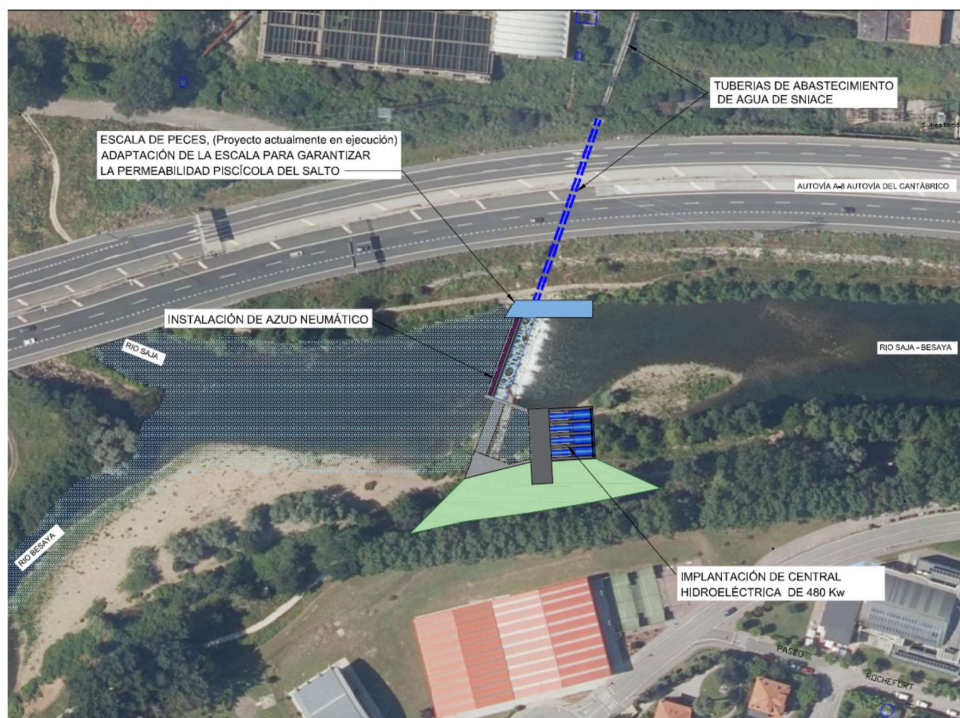 TUBERIAS DE ABASTECIMIENTO
DE AGUA DE SNIACE
ESCALA DE PECES, (Proyecto actualmente en ejecución)
ADAPTACIÓN DE LA ESCALA PARA GARANTIZAR
LA PERMEABILIDAD PISCÍCOLA DEL SALTO
AUTOVÍA A-8 AUTOVÍA DEL CANTÁBRICO
INSTALACIÓN DE AZUD NEUMÁTICO
RIO SAJA
RIO SAJA - BESAYA
RIO BESAYA
IMPLANTACIÓN DE CENTRAL
HIDROELÉCTRICA DE 480 Kw
PASEO
ROCHEFORT